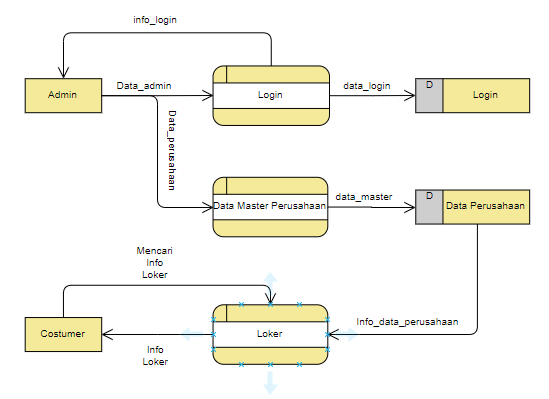 info_login
Admin
Data_admin
Login
data_login
D
Login
Data_perusahaan
Data Master Perusahaan
data_master
D
Data Perusahaan
Mencari
Info
Loker
Costumer
Info
Loker
Loker
Info_data_perusahaan